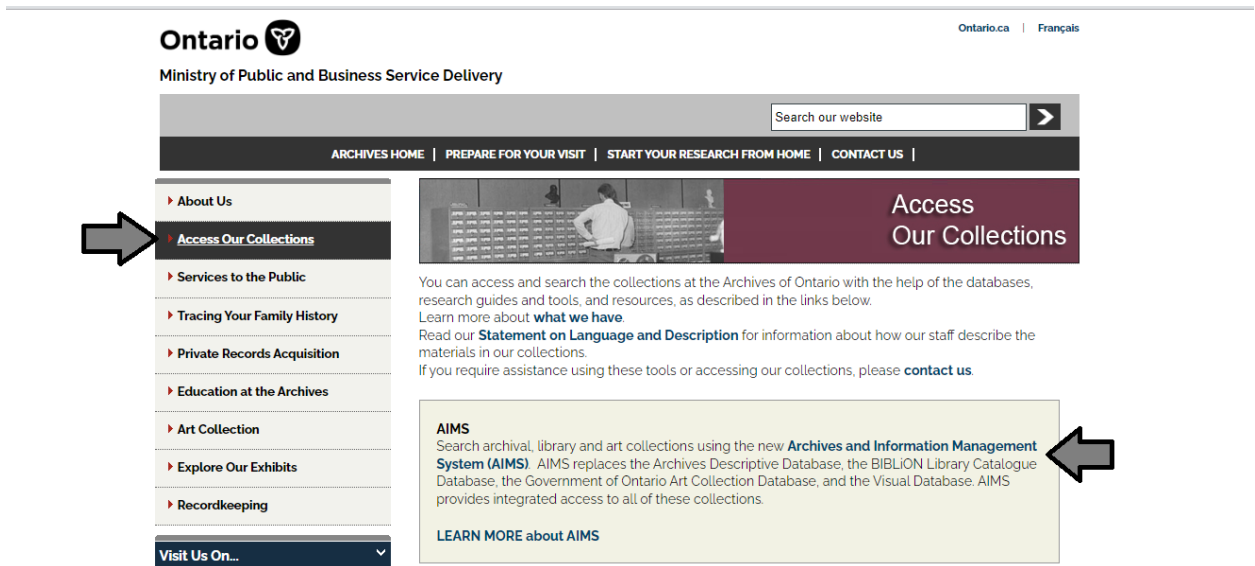 Ontario
Ontario.ca | Français
Ministry of Public and Business Service Delivery
Search our website
ARCHIVES HOME | PREPARE FOR YOUR VISIT | START YOUR RESEARCH FROM HOME | CONTACT US |
About Us
Access Our Collections
Services to the Public
Tracing Your Family History
Private Records Acquisition
Education at the Archives
Art Collection
Explore Our Exhibits
Recordkeeping
Visit Us On...
Access
Our Collections
You can access and search the collections at the Archives of Ontario with the help of the databases,
research guides and tools, and resources, as described in the links below.
Learn more about what we have.
Read our Statement on Language and Description for information about how our staff describe the
materials in our collections.
If you require assistance using these tools or accessing our collections, please contact us.
AIMS
Search archival, library and art collections using the new Archives and Information Management
System (AIMS). AIMS replaces the Archives Descriptive Database, the BIBLiON Library Catalogue
Database, the Government of Ontario Art Collection Database, and the Visual Database. AIMS
provides integrated access to all of these collections.
LEARN MORE about AIMS